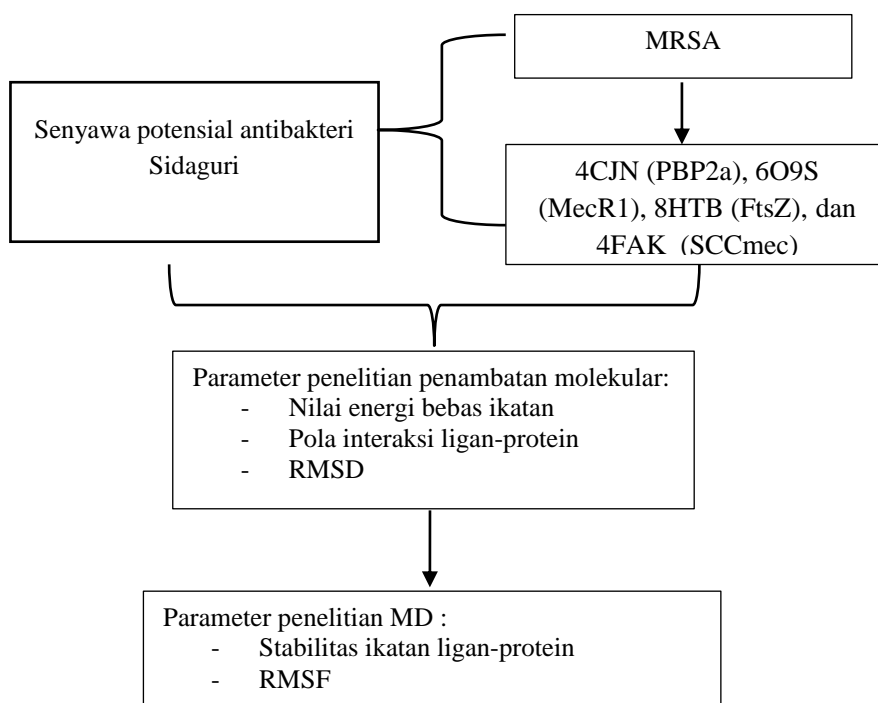 MRSA
Senyawa potensial antibakteri
Sidaguri
4CJN (PBP2a), 6O9S
(MecR1), 8HTB (FtsZ), dan
4FAK (SCCmec)
Parameter penelitian penambatan molekular:
- Nilai energi bebas ikatan
- Pola interaksi ligan-protein
- RMSD
Parameter penelitian MD :
- Stabilitas ikatan ligan-protein
- RMSF